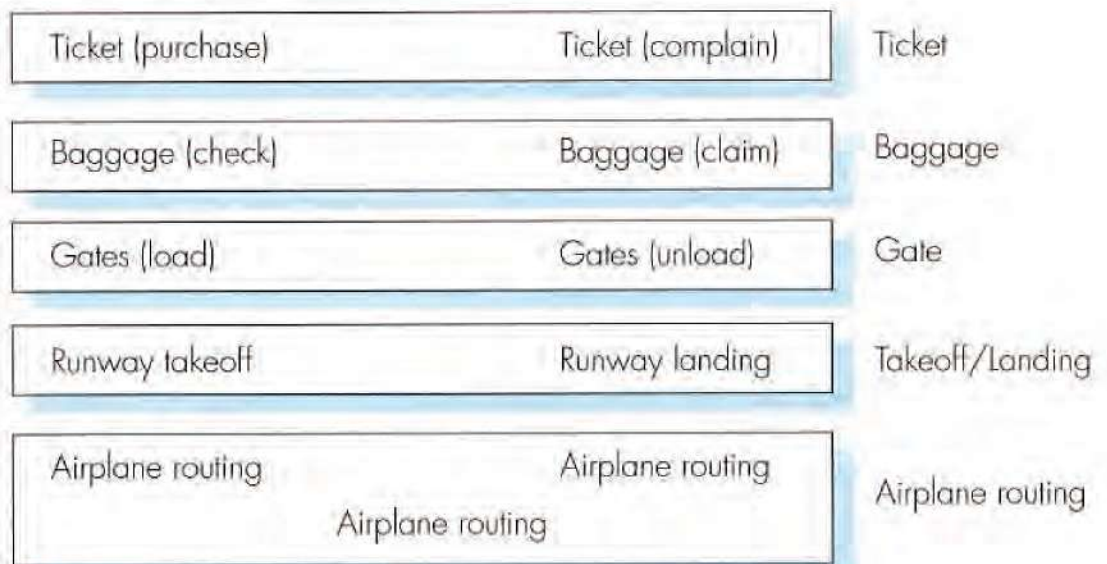 Ticket (purchase) Ticket (complain) Ticket
Baggage (check) Baggage (claim) Baggage
Gates (load) Gates (unload) Gate
Runway takeoff Runway landing Takeoff/Landing
Airplane routing Airplane routing
Airplane routing
Airplane routing